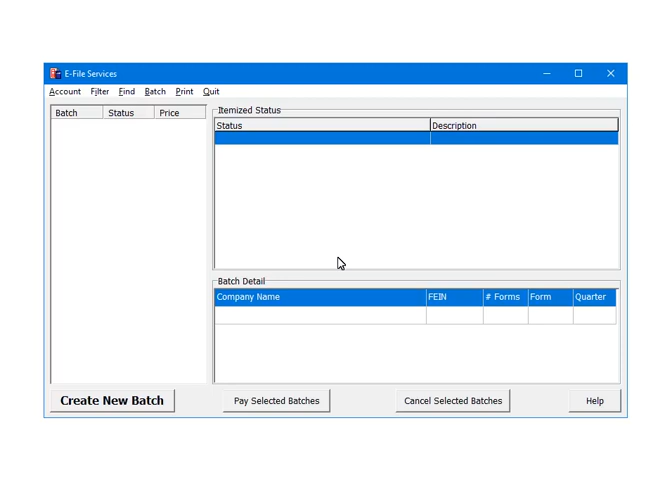 E-File Services
Account Filter Find Batch Print Quit
Batch Status Price
Itemized Status
Status Description
Batch Detail
Company Name FEIN # Forms Form Quarter
Create New Batch Pay Selected Batches Cancel Selected Batches Help